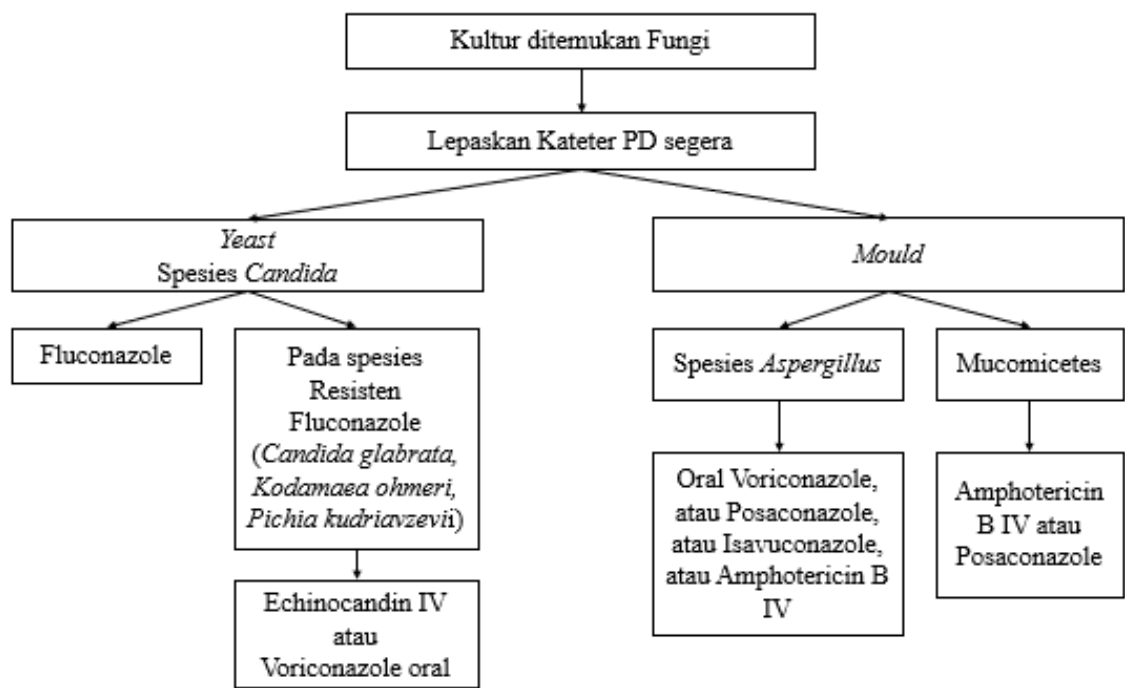 Kultur ditemukan Fungi
Lepaskan Kateter PD segera
Yeast
Spesies Candida
Mould
Fluconazole
Pada spesies
Resisten
Fluconazole
(Candida glabrata,
Kodamaea ohmeri,
Pichia kudriavzevii)
Echinocandin IV
atau
Voriconazole oral
Spesies Aspergillus
Oral Voriconazole,
atau Posaconazole,
atau Isavuconazole,
atau Amphotericin B
IV
Mucomicetes
Amphotericin
B IV atau
Posaconazole